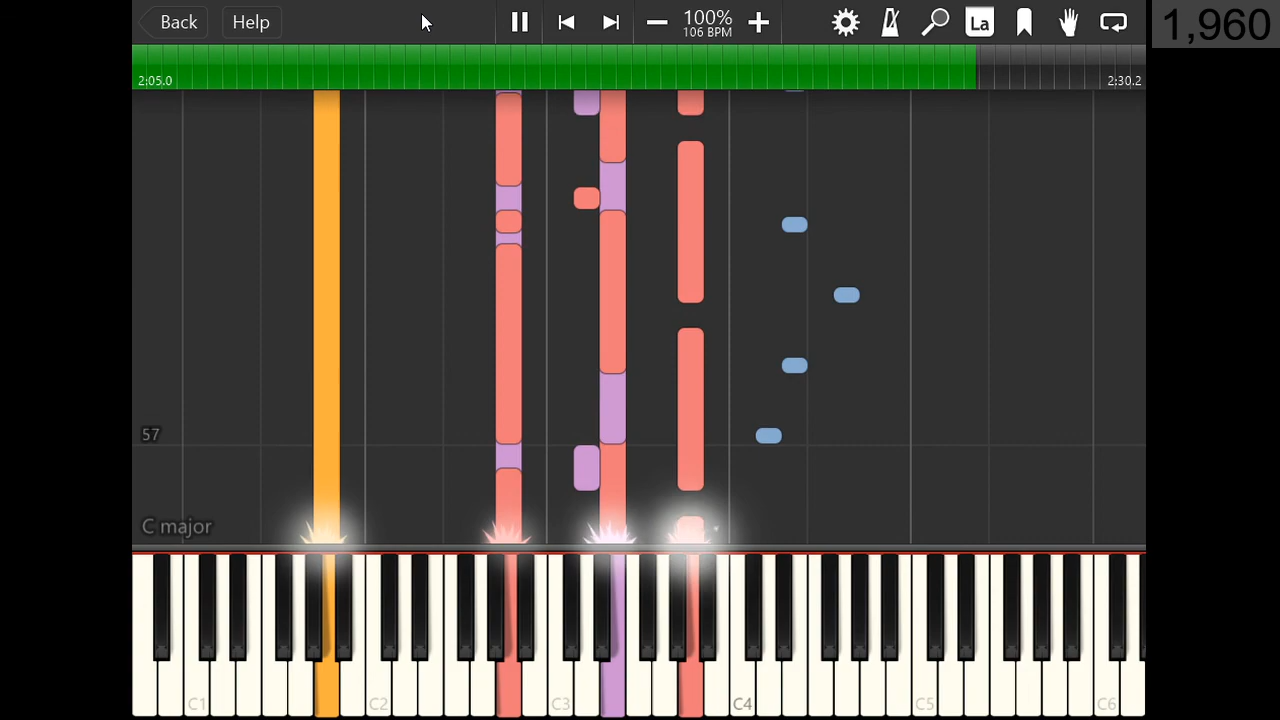 Back
Help
100%
106 BPM
La
1,960
2:05.0
2:30.2
57
C major
C1
C2
C3
C4
C5
C6